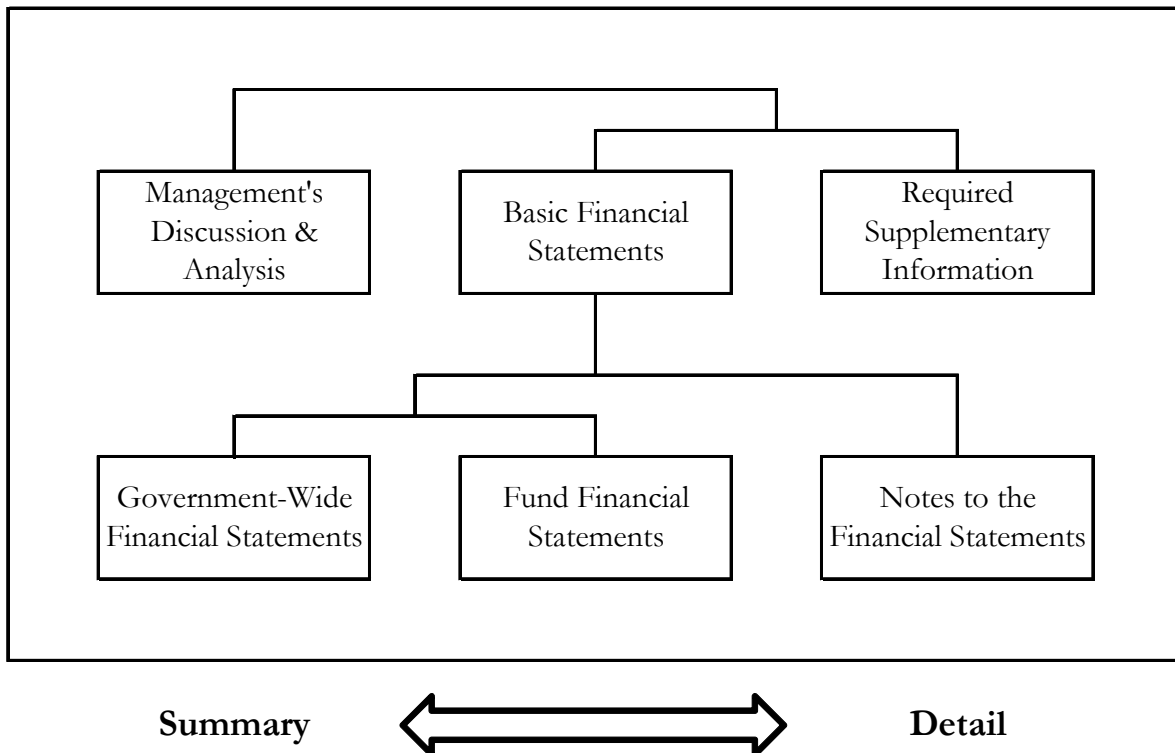 Management's
Discussion &
Analysis
Basic Financial
Statements
Required
Supplementary
Information
Government-Wide
Financial Statements
Fund Financial
Statements
Notes to the
Financial Statements
Summary
Detail